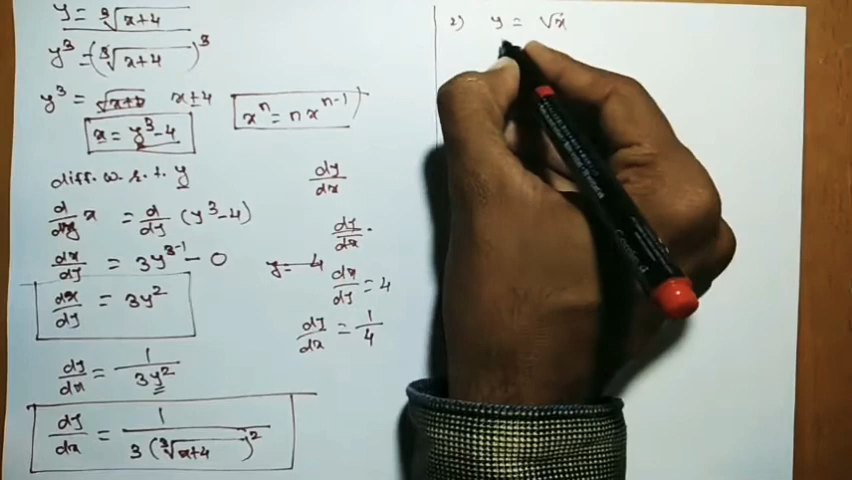 y = ∛x+4
y³ = (∛x+4)³
y³ = x+4
xⁿ = n xⁿ⁻¹
x = y³-4
diff. w.r.t y
d/dy x = d/dy (y³-4)
dx/dy = 3y³⁻¹ - 0
dx/dy = 3y²
dy/dx = 1/3y²
dy/dx = 1/3(∛x+4)²
dy/dx
dy/dx.
y = 4
dx/dy = 4
dy/dx = 1/4
2) y = √x